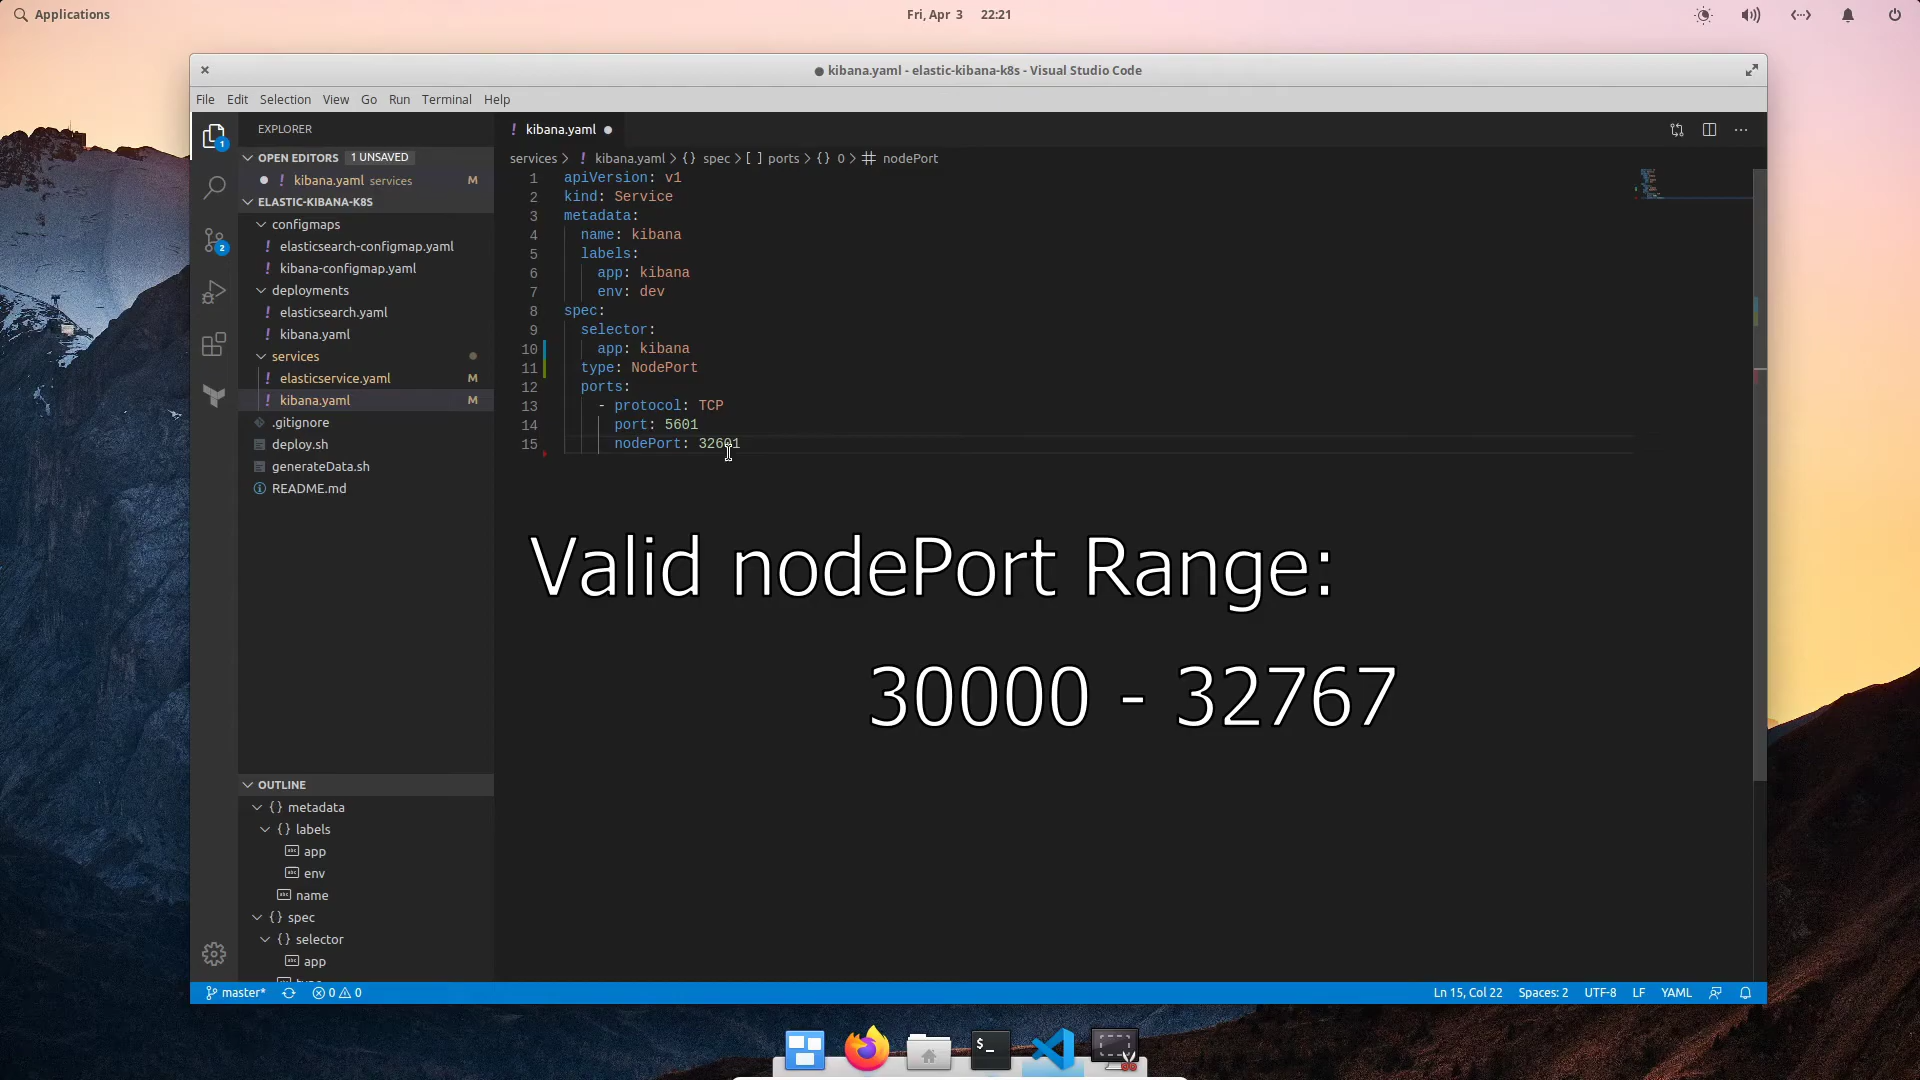 Applications
Fri, Apr 3 22:21
● kibana.yaml - elastic-kibana-k8s - Visual Studio Code
File Edit Selection View Go Run Terminal Help
EXPLORER
OPEN EDITORS 1 UNSAVED
! kibana.yaml services M
ELASTIC-KIBANA-K8S
configmaps
! elasticsearch-configmap.yaml
! kibana-configmap.yaml
deployments
! elasticsearch.yaml
! kibana.yaml
services
! elasticservice.yaml M
! kibana.yaml M
.gitignore
deploy.sh
generateData.sh
README.md
OUTLINE
{} metadata
{} labels
abc app
abc env
abc name
{} spec
{} selector
abc app
1
2
! kibana.yaml ●
services > ! kibana.yaml > {} spec > [ ] ports > {} 0 > # nodePort
1 apiVersion: v1
2 kind: Service
3 metadata:
4 name: kibana
5 labels:
6 app: kibana
7 env: dev
8 spec:
9 selector:
10 app: kibana
11 type: NodePort
12 ports:
13 - protocol: TCP
14 port: 5601
15 nodePort: 32601
Valid nodePort Range:
30000 - 32767
master* 0 0 Ln 15, Col 22 Spaces: 2 UTF-8 LF YAML
$_